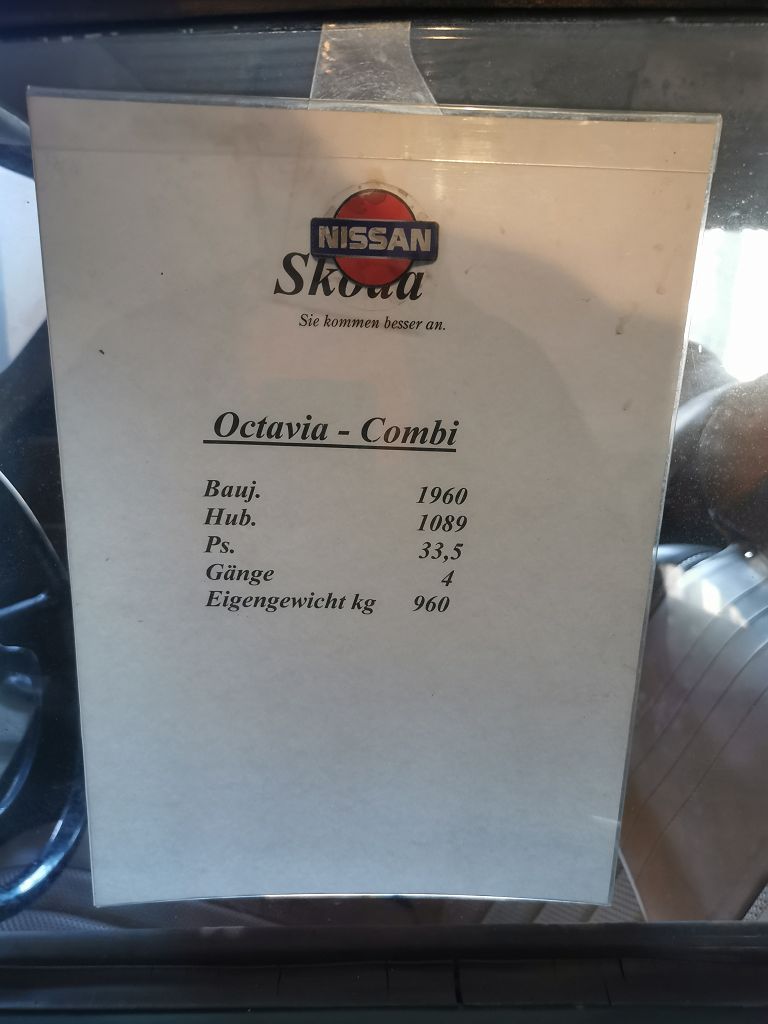 NISSAN
Skoda
Sie kommen besser an.
Octavia - Combi
Bauj. 1960
Hub. 1089
Ps. 33,5
Gänge 4
Eigengewicht kg 960